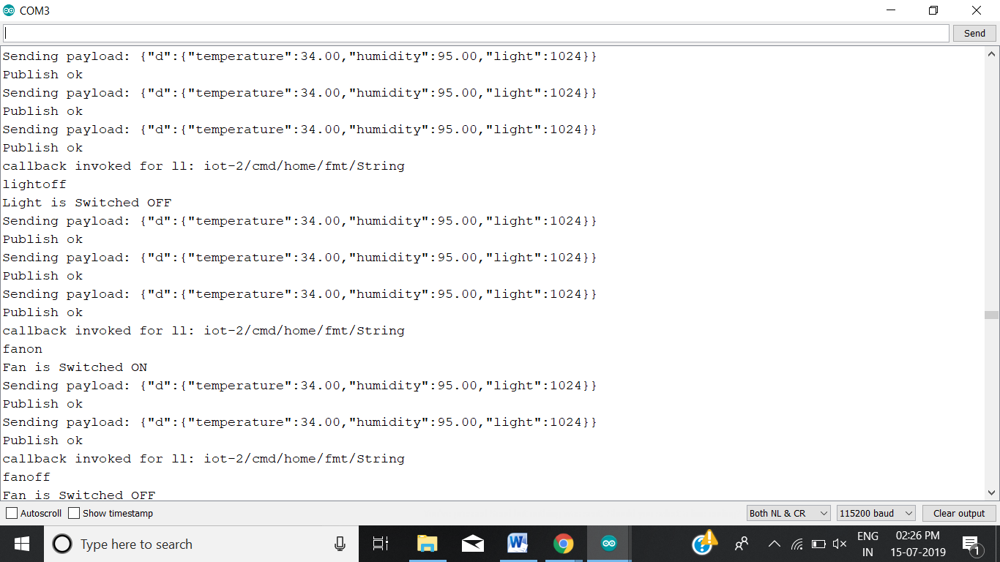 COM3
Send
Sending payload: {"d":{"temperature":34.00,"humidity":95.00,"light":1024}}
Publish ok
Sending payload: {"d":{"temperature":34.00,"humidity":95.00,"light":1024}}
Publish ok
Sending payload: {"d":{"temperature":34.00,"humidity":95.00,"light":1024}}
Publish ok
callback invoked for ll: iot-2/cmd/home/fmt/String
lightoff
Light is Switched OFF
Sending payload: {"d":{"temperature":34.00,"humidity":95.00,"light":1024}}
Publish ok
Sending payload: {"d":{"temperature":34.00,"humidity":95.00,"light":1024}}
Publish ok
Sending payload: {"d":{"temperature":34.00,"humidity":95.00,"light":1024}}
Publish ok
callback invoked for ll: iot-2/cmd/home/fmt/String
fanon
Fan is Switched ON
Sending payload: {"d":{"temperature":34.00,"humidity":95.00,"light":1024}}
Publish ok
Sending payload: {"d":{"temperature":34.00,"humidity":95.00,"light":1024}}
Publish ok
callback invoked for ll: iot-2/cmd/home/fmt/String
fanoff
Fan is Switched OFF
Autoscroll Show timestamp Both NL & CR 115200 baud Clear output
Type here to search
ENG 02:26 PM
IN 15-07-2019 1